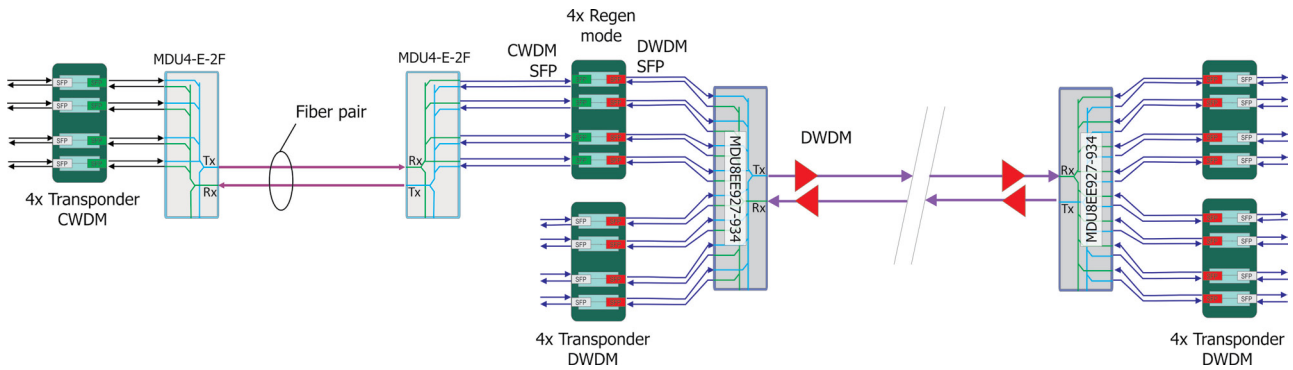 4x Regen
mode
MDU4-E-2F
MDU4-E-2F
CWDM
SFP
DWDM
SFP
SFP
SFP
SFP
SFP
Fiber pair
Tx
Rx
Rx
Tx
4x Transponder
CWDM
MDU8EE927-934
Tx
Rx
DWDM
Rx
Tx
MDU8EE927-934
SFP
SFP
SFP
SFP
SFP
SFP
SFP
SFP
SFP
SFP
SFP
SFP
4x Transponder
DWDM
4x Transponder
DWDM